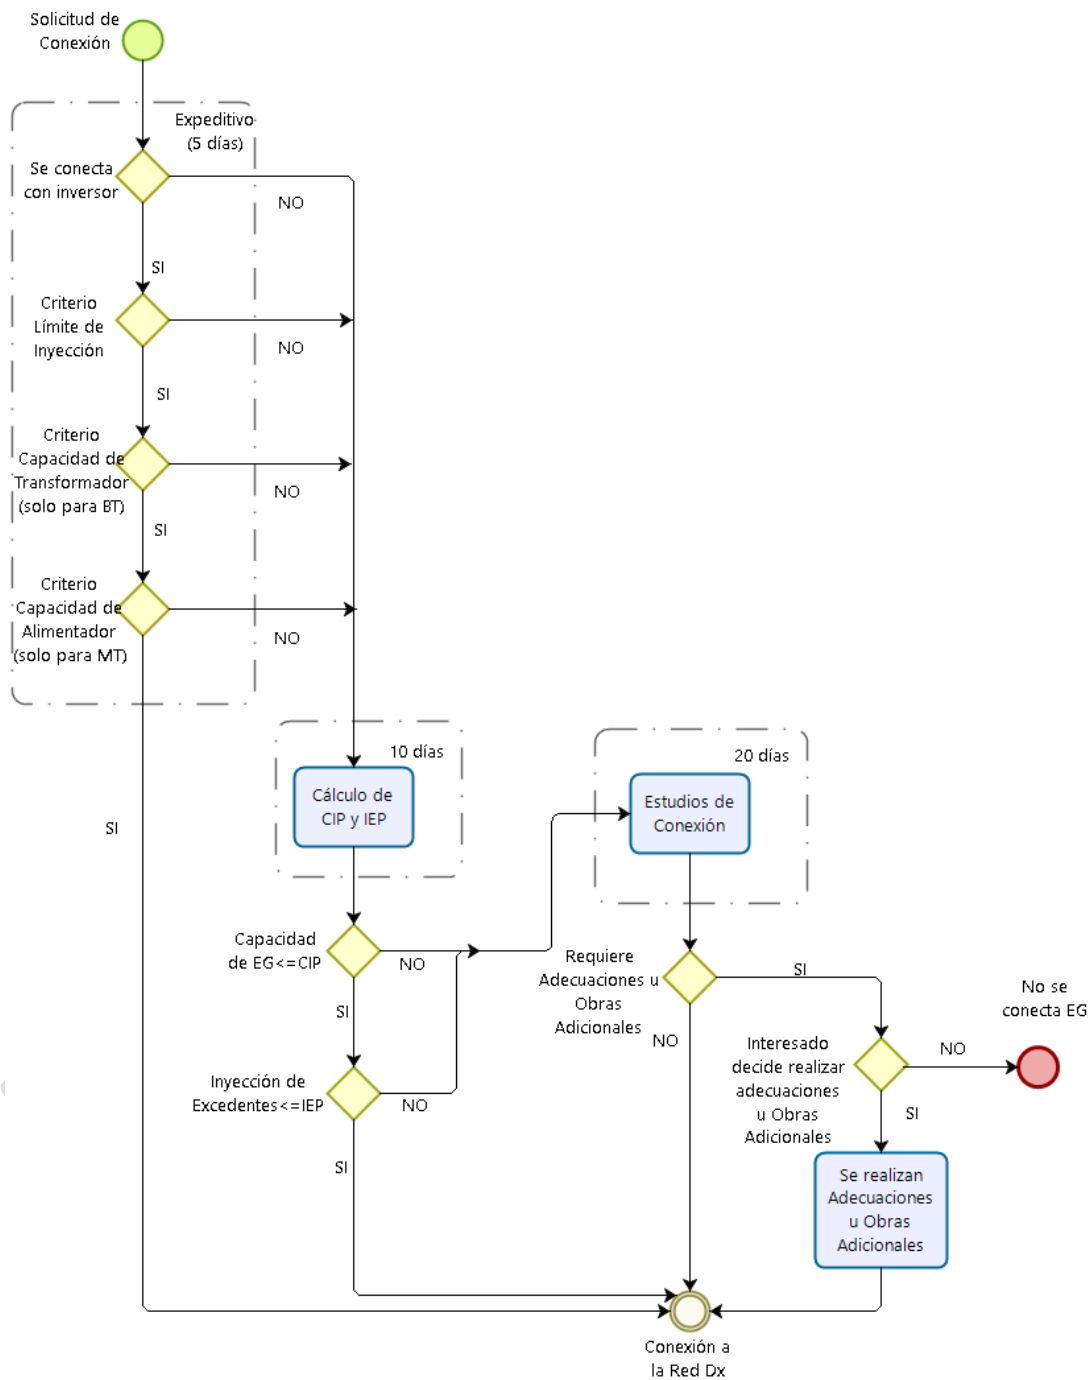 Solicitud de
Conexión
Expeditivo
(5 días)
Se conecta
con inversor
NO
SI
Criterio
Límite de
Inyección
NO
SI
Criterio
Capacidad de
Transformador
(solo para BT)
NO
SI
Criterio
Capacidad de
Alimentador
(solo para MT)
NO
SI
10 días
Cálculo de
CIP y IEP
20 días
Estudios de
Conexión
Capacidad
de EG<=CIP
NO
SI
Inyección de
Excedentes<=IEP
NO
SI
Requiere
Adecuaciones u
Obras
Adicionales
SI
NO
Interesado
decide realizar
adecuaciones
u Obras
Adicionales
NO
SI
No se
conecta EG
Se realizan
Adecuaciones
u Obras
Adicionales
Conexión a
la Red Dx